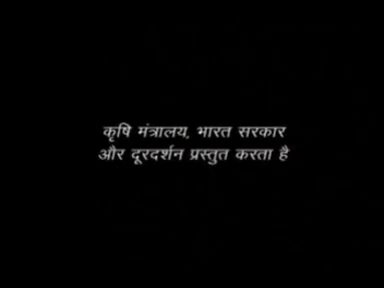 कृषि मंत्रालय, भारत सरकार
और दूरदर्शन प्रस्तुत करता है